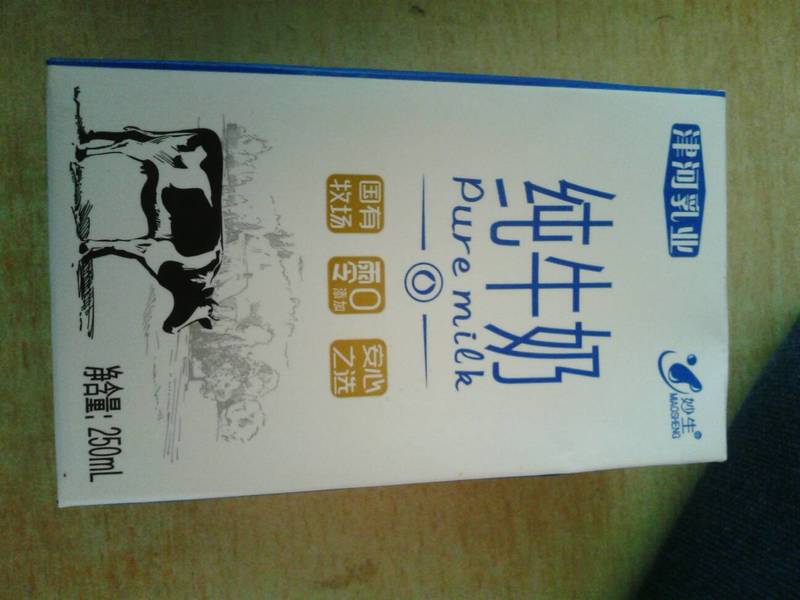 津河乳业
妙生®
MIAOSHENG
纯牛奶
Pure milk
国有
牧场
零0
添加
安心
之选
净含量: 250mL